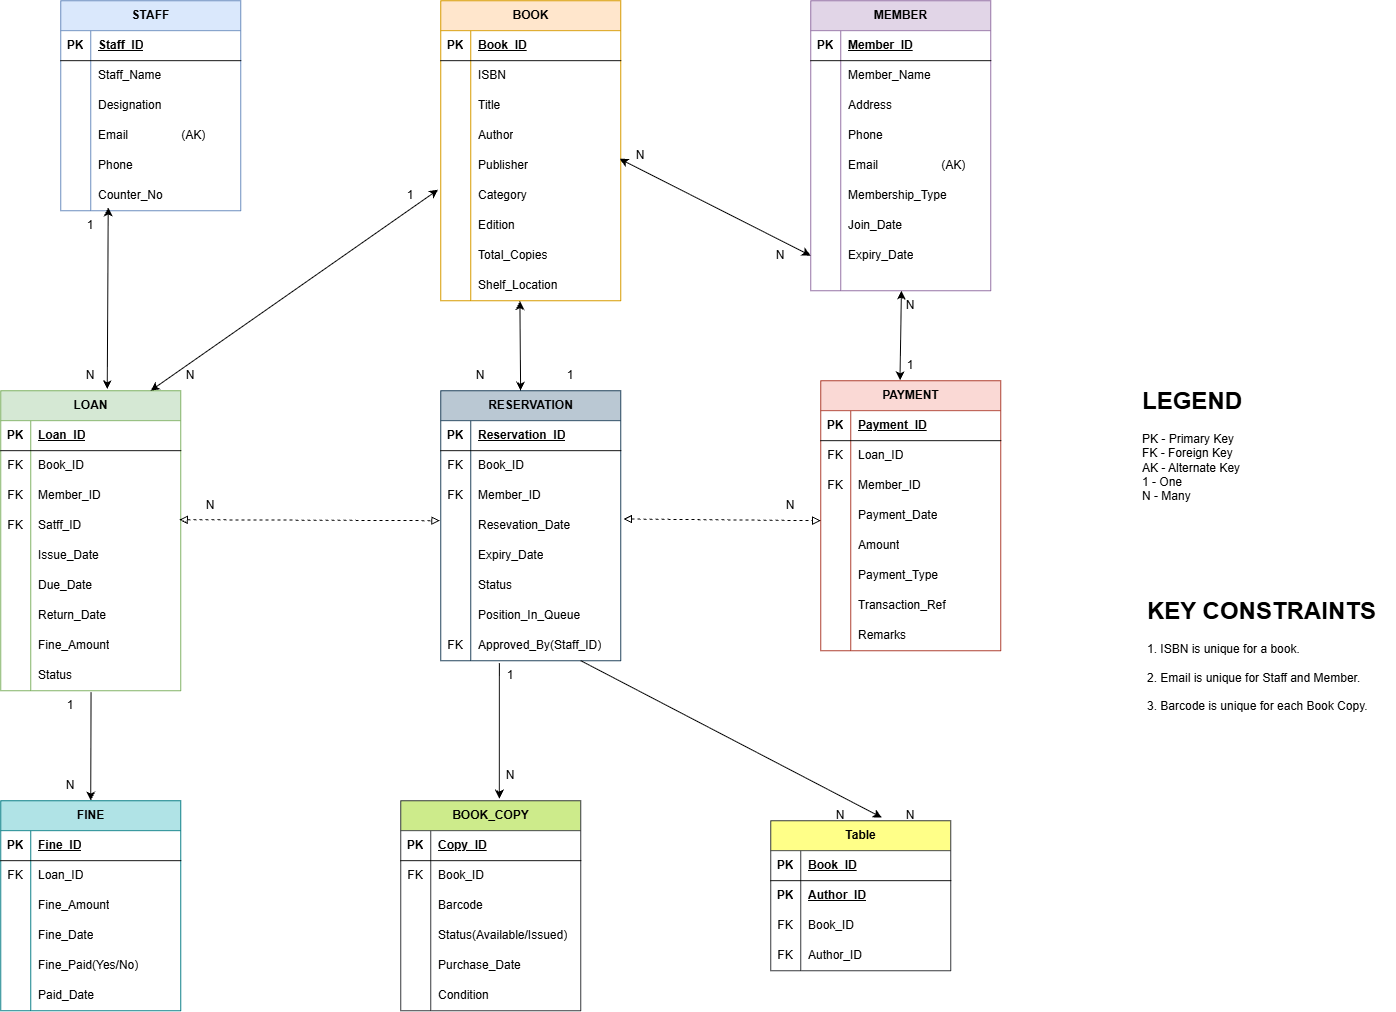 STAFF
PK Staff_ID
Staff_Name
Designation
Email (AK)
Phone
Counter_No
BOOK
PK Book_ID
ISBN
Title
Author
Publisher
Category
Edition
Total_Copies
Shelf_Location
MEMBER
PK Member_ID
Member_Name
Address
Phone
Email (AK)
Membership_Type
Join_Date
Expiry_Date
1
1
N
N
N
N
N
1
N
N
1
LOAN
PK Loan_ID
FK Book_ID
FK Member_ID
FK Satff_ID
Issue_Date
Due_Date
Return_Date
Fine_Amount
Status
N
RESERVATION
PK Reservation_ID
FK Book_ID
FK Member_ID
Resevation_Date
Expiry_Date
Status
Position_In_Queue
FK Approved_By(Staff_ID)
N
PAYMENT
PK Payment_ID
FK Loan_ID
FK Member_ID
Payment_Date
Amount
Payment_Type
Transaction_Ref
Remarks
LEGEND
PK - Primary Key
FK - Foreign Key
AK - Alternate Key
1 - One
N - Many
KEY CONSTRAINTS
1. ISBN is unique for a book.
2. Email is unique for Staff and Member.
3. Barcode is unique for each Book Copy.
1
N
1
N
N
N
FINE
PK Fine_ID
FK Loan_ID
Fine_Amount
Fine_Date
Fine_Paid(Yes/No)
Paid_Date
BOOK_COPY
PK Copy_ID
FK Book_ID
Barcode
Status(Available/Issued)
Purchase_Date
Condition
Table
PK Book_ID
PK Author_ID
FK Book_ID
FK Author_ID